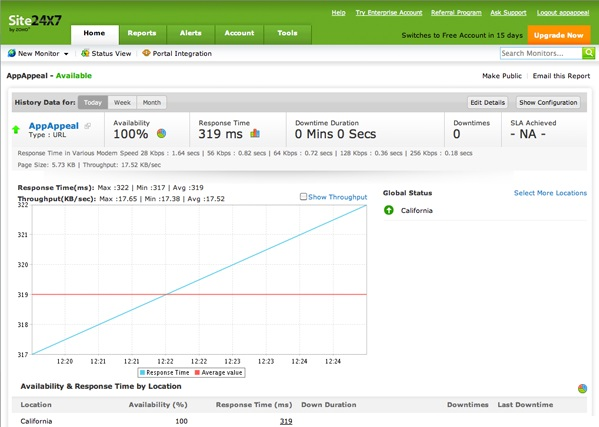 Site24X7
by ZOHO
Help Try Enterprise Account Referral Program Ask Support Logout appappeal
Home Reports Alerts Account Tools
Switches to Free Account in 15 days Upgrade Now
New Monitor Status View Portal Integration
Search Monitors...
AppAppeal - Available
Make Public Email this Report
History Data for: Today Week Month
Edit Details Show Configuration
AppAppeal
Type : URL
Availability
100%
Response Time
319 ms
Downtime Duration
0 Mins 0 Secs
Downtimes
0
SLA Achieved
- NA -
Response Time in Various Modem Speed 28 Kbps : 1.64 secs | 56 Kbps : 0.82 secs | 64 Kbps : 0.72 secs | 128 Kbps : 0.36 secs | 256 Kbps : 0.18 secs
Page Size: 5.73 KB | Throughput: 17.52 KB/sec
Response Time(ms): Max :322 | Min :317 | Avg :319
Throughput(KB/sec): Max :17.65 | Min :17.38 | Avg :17.52
Show Throughput
Global Status
Select More Locations
California
322
321
320
319
318
317
12:20 12:21 12:21 12:22 12:22 12:23 12:23 12:24 12:24
Response Time Average value
Availability & Response Time by Location
Location Availability (%) Response Time (ms) Down Duration Downtimes Last Downtime
California 100 319